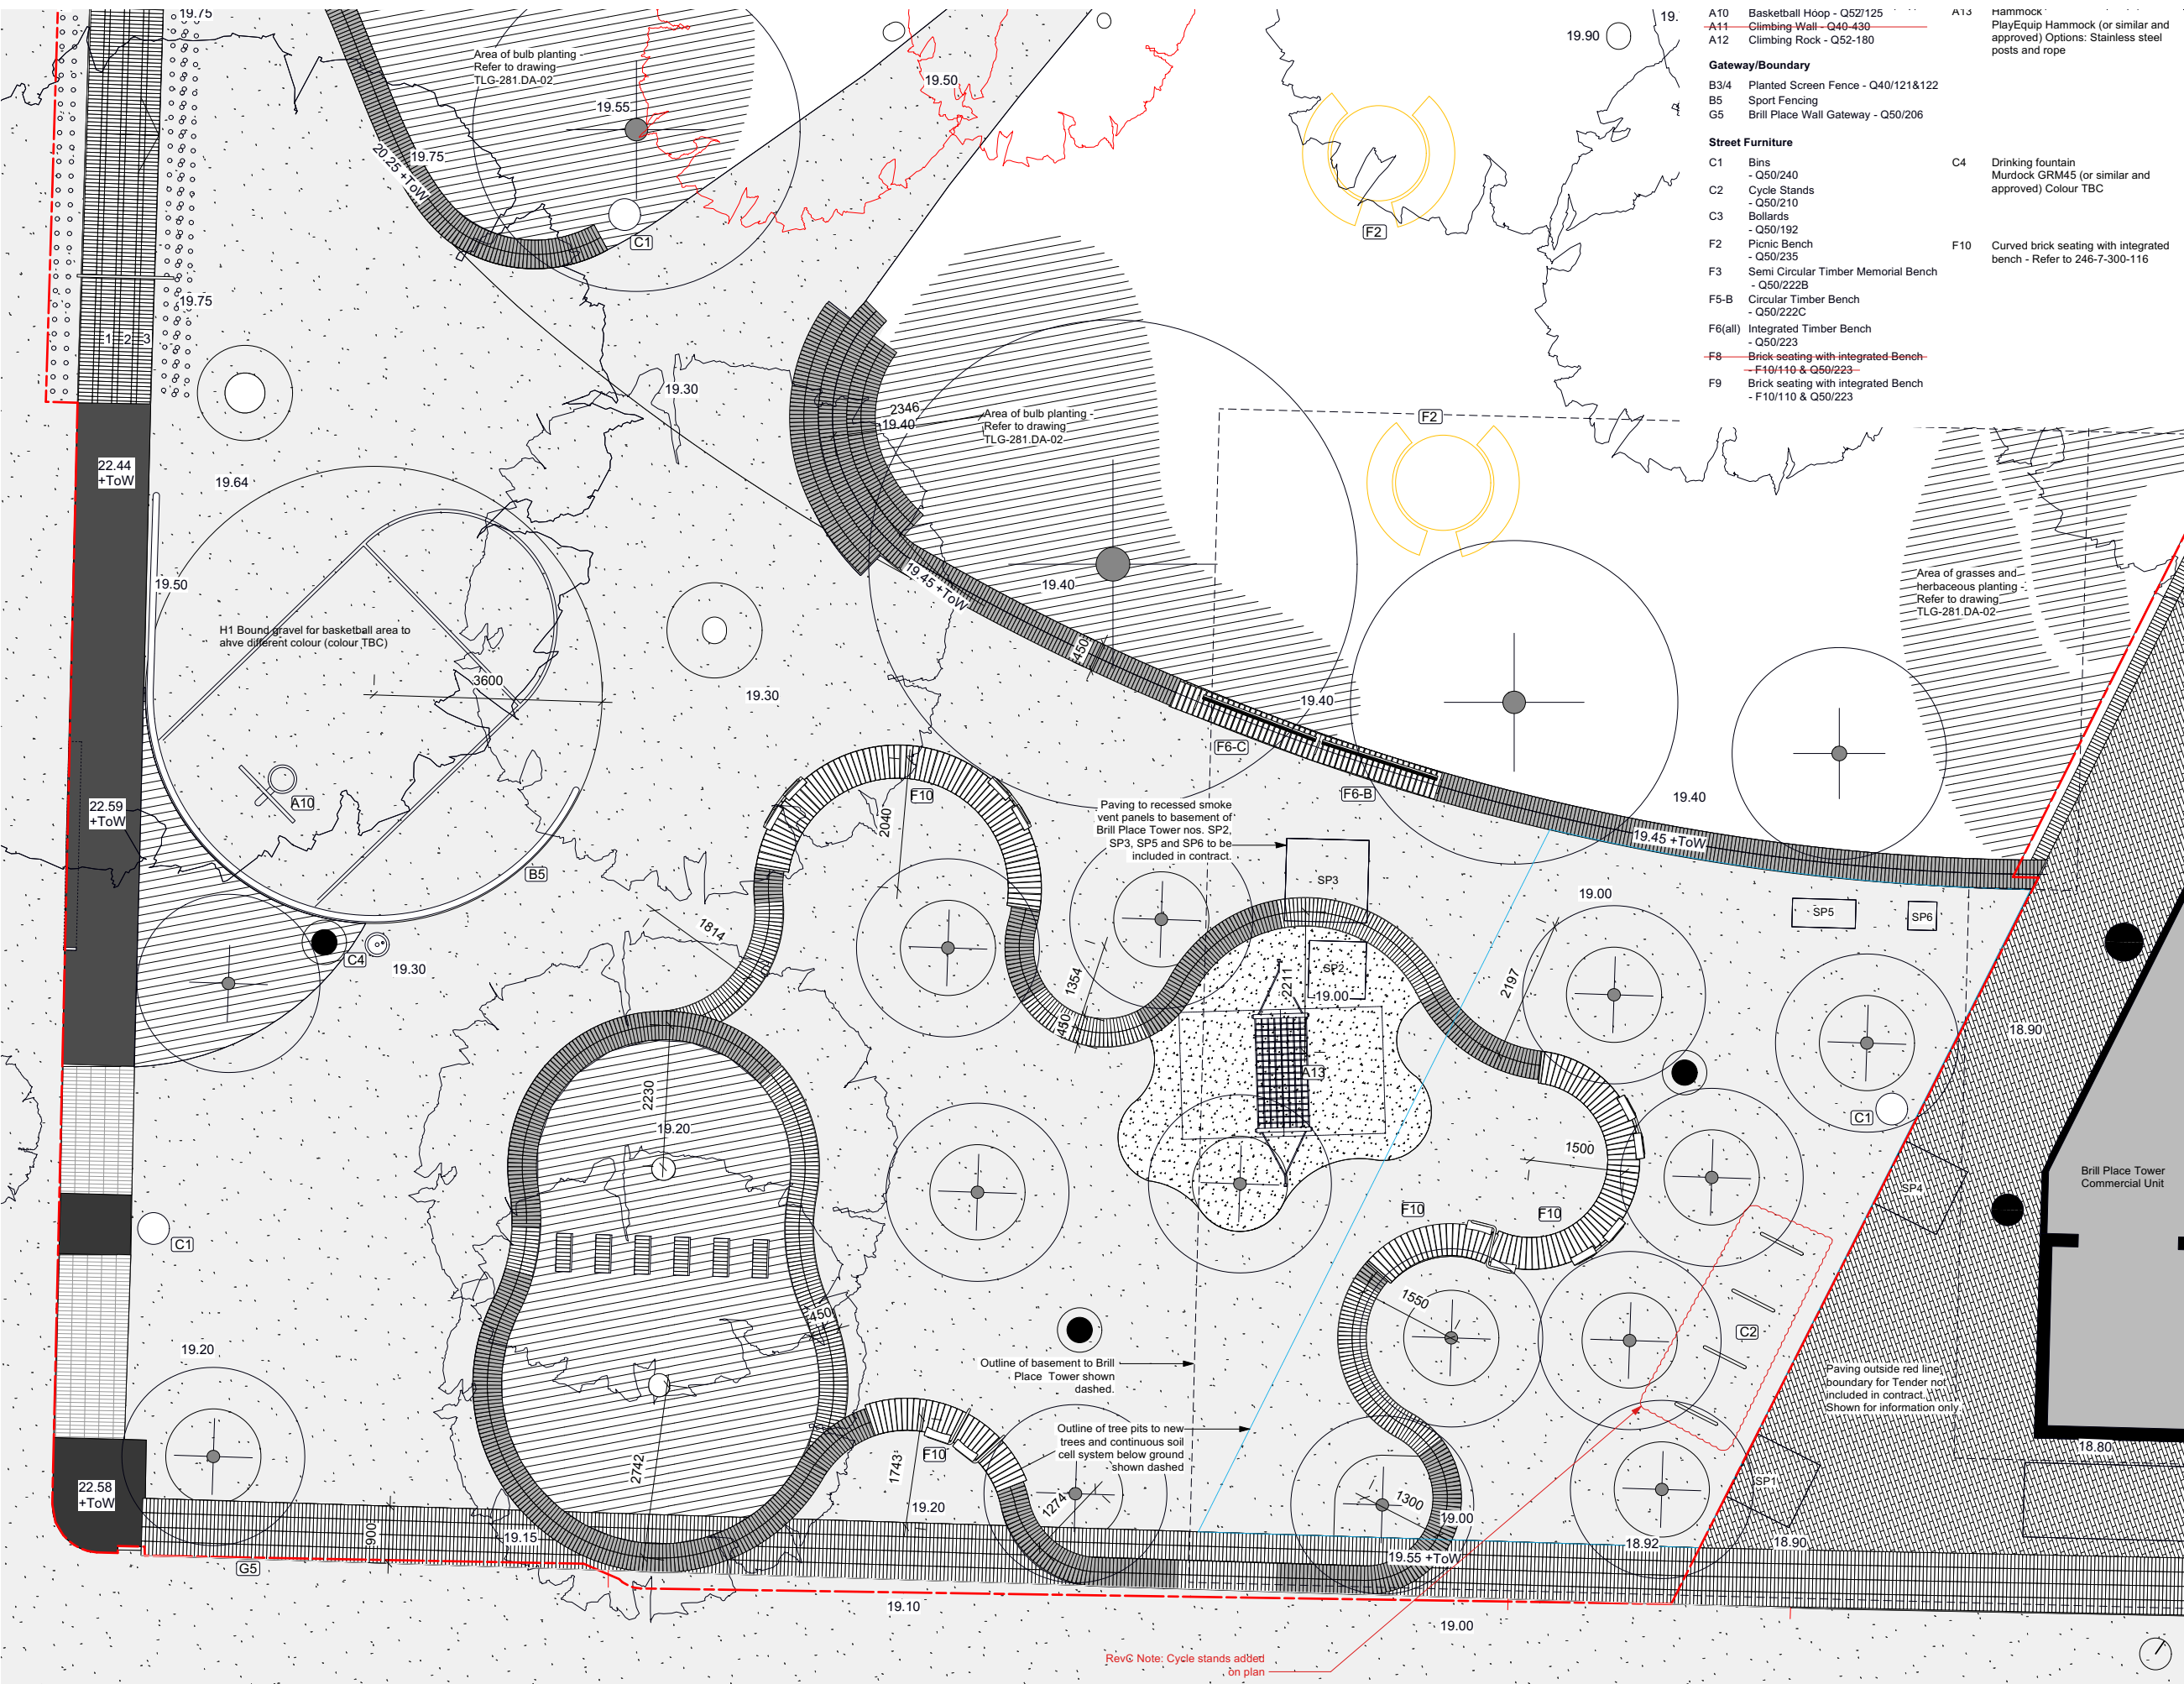 19.75
Area of bulb planting -
Refer to drawing
TLG-281.DA-02
19.55
19.50
19.90
19.
A10 Basketball Hoop - Q52/125
A11 Climbing Wall - Q40-430
A12 Climbing Rock - Q52-180
A13 Hammock
PlayEquip Hammock (or similar and
approved) Options: Stainless steel
posts and rope
Gateway/Boundary
B3/4 Planted Screen Fence - Q40/121&122
B5 Sport Fencing
G5 Brill Place Wall Gateway - Q50/206
Street Furniture
C1 Bins
- Q50/240
C2 Cycle Stands
- Q50/210
C3 Bollards
- Q50/192
F2 Picnic Bench
- Q50/235
F3 Semi Circular Timber Memorial Bench
- Q50/222B
F5-B Circular Timber Bench
- Q50/222C
F6(all) Integrated Timber Bench
- Q50/223
F8 Brick seating with integrated Bench
- F10/110 & Q50/223
F9 Brick seating with integrated Bench
- F10/110 & Q50/223
C4 Drinking fountain
Murdock GRM45 (or similar and
approved) Colour TBC
F10 Curved brick seating with integrated
bench - Refer to 246-7-300-116
19.75
20.25 +ToW
C1
F2
19.75
1 2 3
19.30
2346
19.40
Area of bulb planting -
Refer to drawing
TLG-281.DA-02
F2
22.44
+ToW
19.64
19.50
19.45 +ToW
19.40
Area of grasses and
herbaceous planting -
Refer to drawing
TLG-281.DA-02
H1 Bound gravel for basketball area to
ahve different colour (colour TBC)
450
3600
19.30
19.40
F6-C
F6-B
19.40
22.59
+ToW
A10
F10
2040
Paving to recessed smoke
vent panels to basement of
Brill Place Tower nos. SP2,
SP3, SP5 and SP6 to be
included in contract.
19.45 +ToW
B5
SP3
19.00
SP5
SP6
1814
C4
19.30
1354
450
2211
SP2
19.00
2197
18.90
A13
2230
19.20
C1
1500
SP4
Brill Place Tower
Commercial Unit
C1
F10
F10
450
1550
C2
19.20
Outline of basement to Brill
Place Tower shown
dashed.
Paving outside red line
boundary for Tender not
included in contract.
Shown for information only.
Outline of tree pits to new
trees and continuous soil
cell system below ground
shown dashed
F10
18.80
2742
1743
SP1
22.58
+ToW
1274
1300
19.20
19.00
900
19.15
18.92
18.90
19.55 +ToW
G5
19.10
19.00
RevC Note: Cycle stands added
on plan